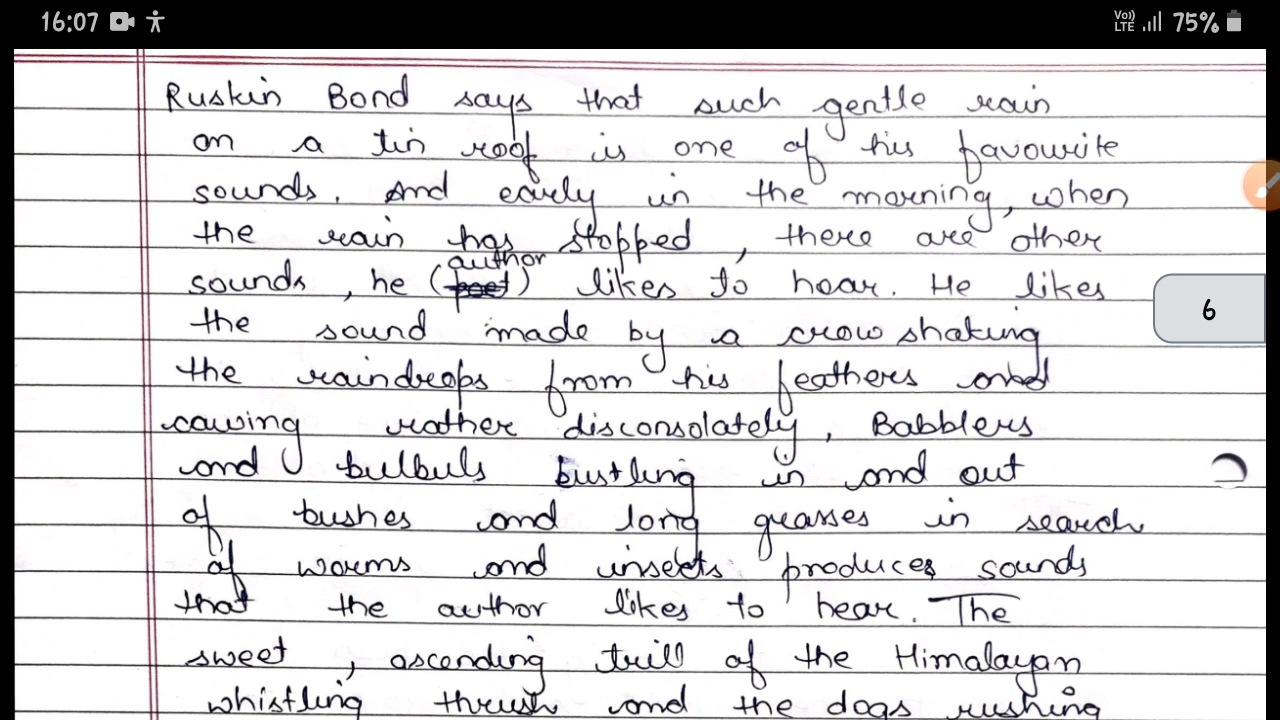 16:07 Vo)) LTE 75%
Ruskin Bond says that such gentle rain
on a tin roof is one of his favourite
sounds. And early in the morning, when
the rain has stopped, there are other
author
sounds, he (poet) likes to hear. He likes
6
the sound made by a crow shaking
the raindrops from his feathers and
cawing rather disconsolately, Babblers
and bulbuls bustling in and out
of bushes and long grasses in search
of worms and insects produces sounds
that the author likes to hear. The
sweet, ascending trill of the Himalayan
whistling thrush and the dogs rushing